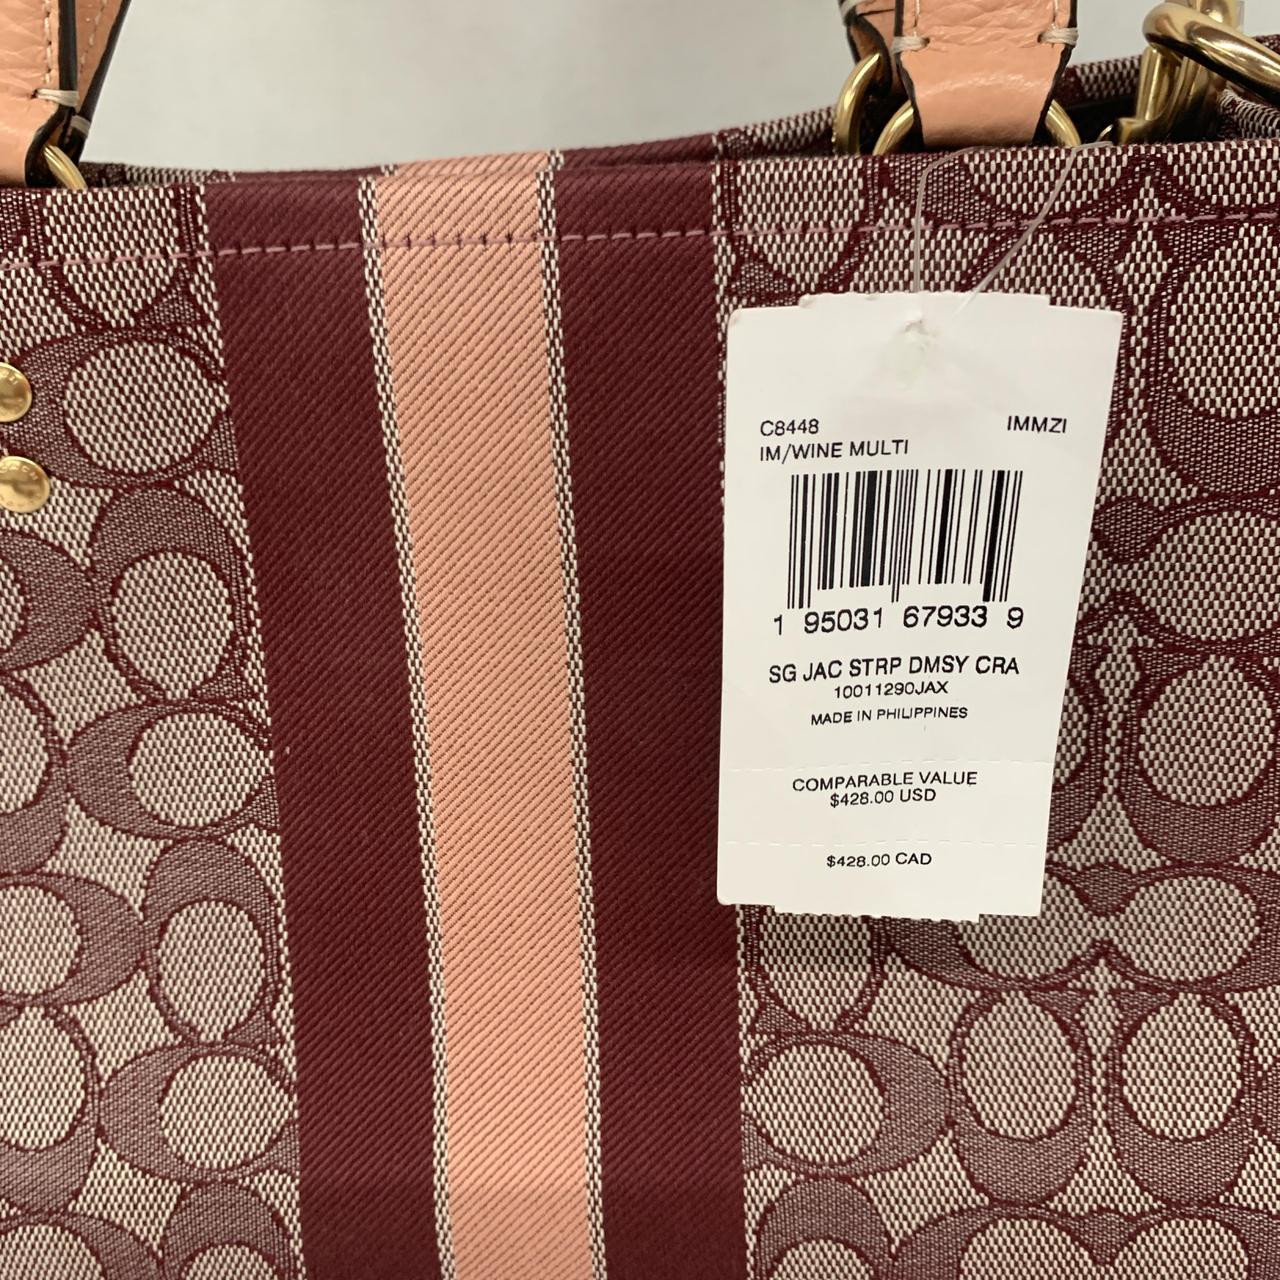 C8448 IMMZI
IM/WINE MULTI
1 95031 67933 9
SG JAC STRP DMSY CRA
10011290JAX
MADE IN PHILIPPINES
COMPARABLE VALUE
$428.00 USD
$428.00 CAD